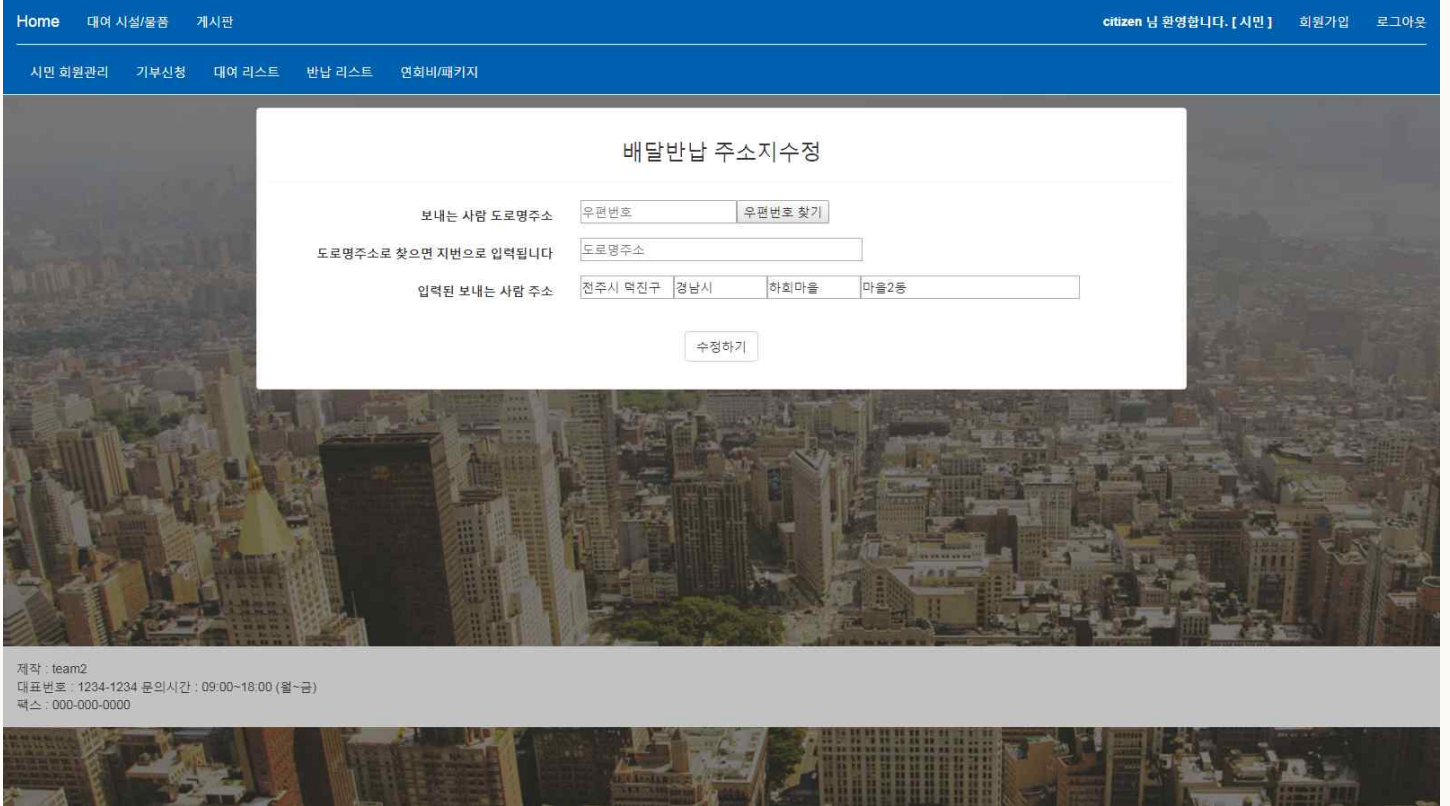 Home 대여 시설/물품 게시판 citizen 님 환영합니다. [ 시민 ] 회원가입 로그아웃
시민 회원관리 기부신청 대여 리스트 반납 리스트 연회비/패키지
배달반납 주소지수정
보내는 사람 도로명주소 우편번호 우편번호 찾기
도로명주소로 찾으면 지번으로 입력됩니다 도로명주소
입력된 보내는 사람 주소 전주시 덕진구 경남시 하회마을 마을2동
수정하기
제작 : team2
대표번호 : 1234-1234 문의시간 : 09:00~18:00 (월~금)
팩스 : 000-000-0000